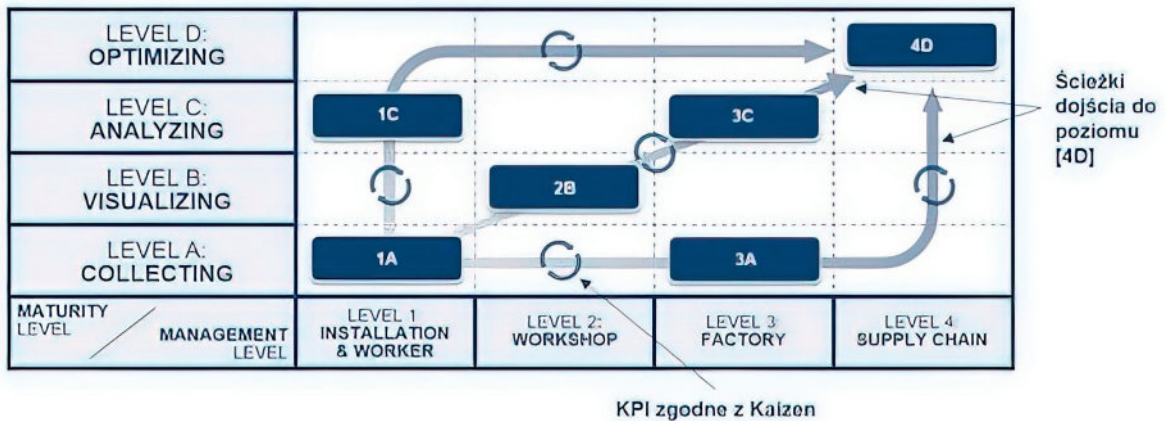 LEVEL D:
OPTIMIZING
4D
LEVEL C:
ANALYZING
1C
3C
Ścieżki
dojścia do
poziomu
[4D]
LEVEL B:
VISUALIZING
2B
LEVEL A:
COLLECTING
1A
3A
MATURITY
LEVEL
MANAGEMENT
LEVEL
LEVEL 1
INSTALLATION
& WORKER
LEVEL 2:
WORKSHOP
LEVEL 3
FACTORY
LEVEL 4
SUPPLY CHAIN
KPI zgodne z Kaizen